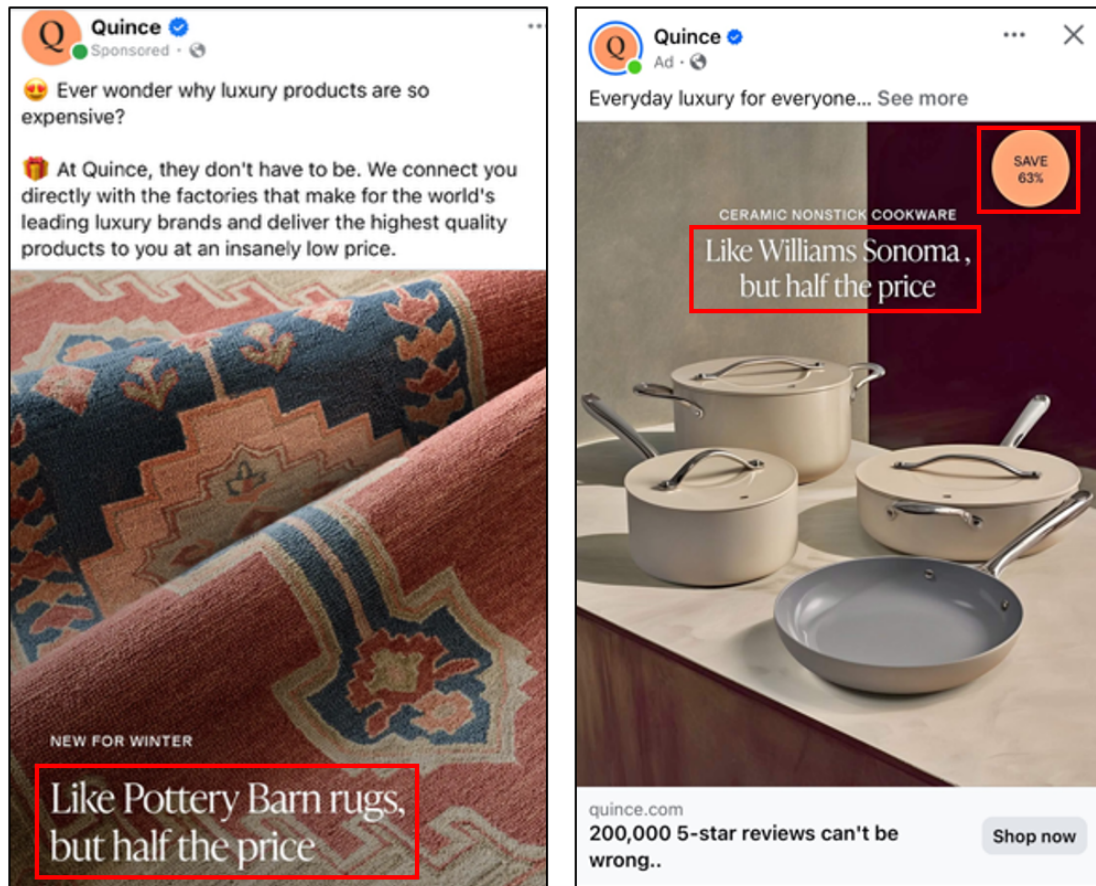 Quince
Sponsored ·
😍 Ever wonder why luxury products are so
expensive?
🎁 At Quince, they don't have to be. We connect you
directly with the factories that make for the world's
leading luxury brands and deliver the highest quality
products to you at an insanely low price.
NEW FOR WINTER
Like Pottery Barn rugs,
but half the price
Quince
Ad ·
Everyday luxury for everyone... See more
SAVE
63%
CERAMIC NONSTICK COOKWARE
Like Williams Sonoma ,
but half the price
quince.com
200,000 5-star reviews can't be
wrong..
Shop now